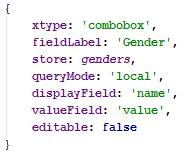 {
xtype: 'combobox',
fieldLabel: 'Gender',
store: genders,
queryMode: 'local',
displayField: 'name',
valueField: 'value',
editable: false
}